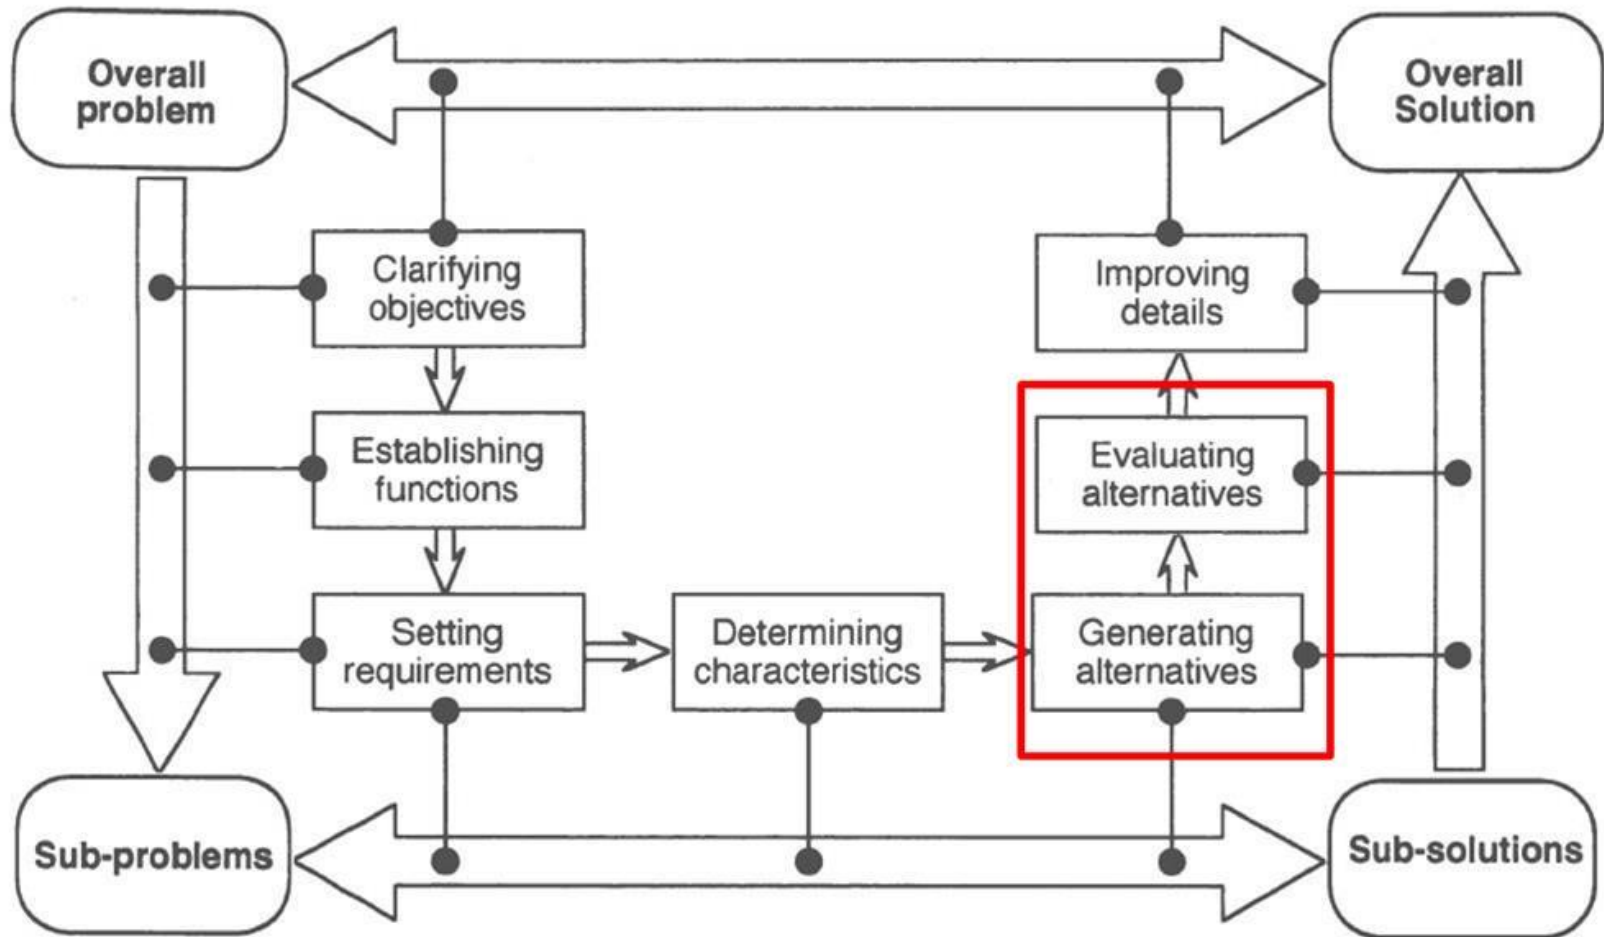 Overall
problem
Overall
Solution
Clarifying
objectives
Improving
details
Establishing
functions
Evaluating
alternatives
Setting
requirements
Determining
characteristics
Generating
alternatives
Sub-problems
Sub-solutions